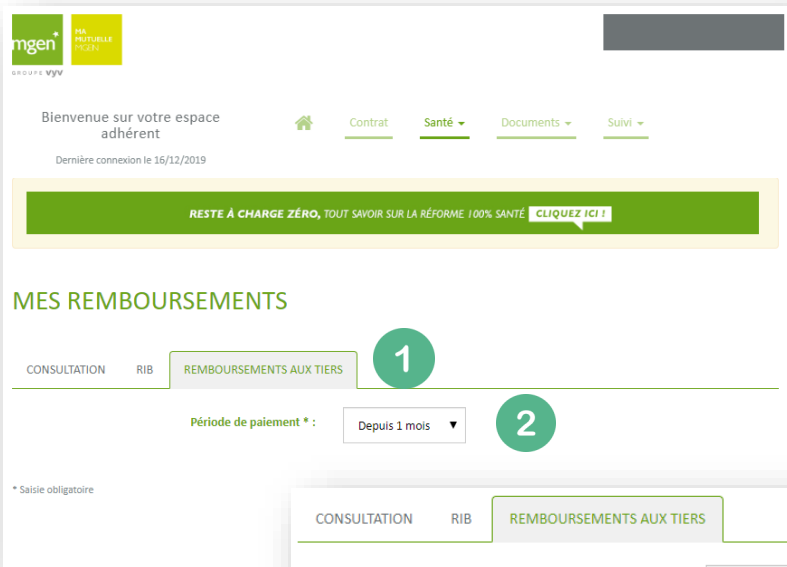 mgen*
MA
MUTUELLE
MGEN
GROUPE vyv
Bienvenue sur votre espace
adhérent
Dernière connexion le 16/12/2019
Contrat
Santé
Documents
Suivi
RESTE À CHARGE ZÉRO, TOUT SAVOIR SUR LA RÉFORME 100% SANTÉ CLIQUEZ ICI !
MES REMBOURSEMENTS
CONSULTATION RIB REMBOURSEMENTS AUX TIERS
1
Période de paiement * : Depuis 1 mois
2
* Saisie obligatoire
CONSULTATION RIB REMBOURSEMENTS AUX TIERS